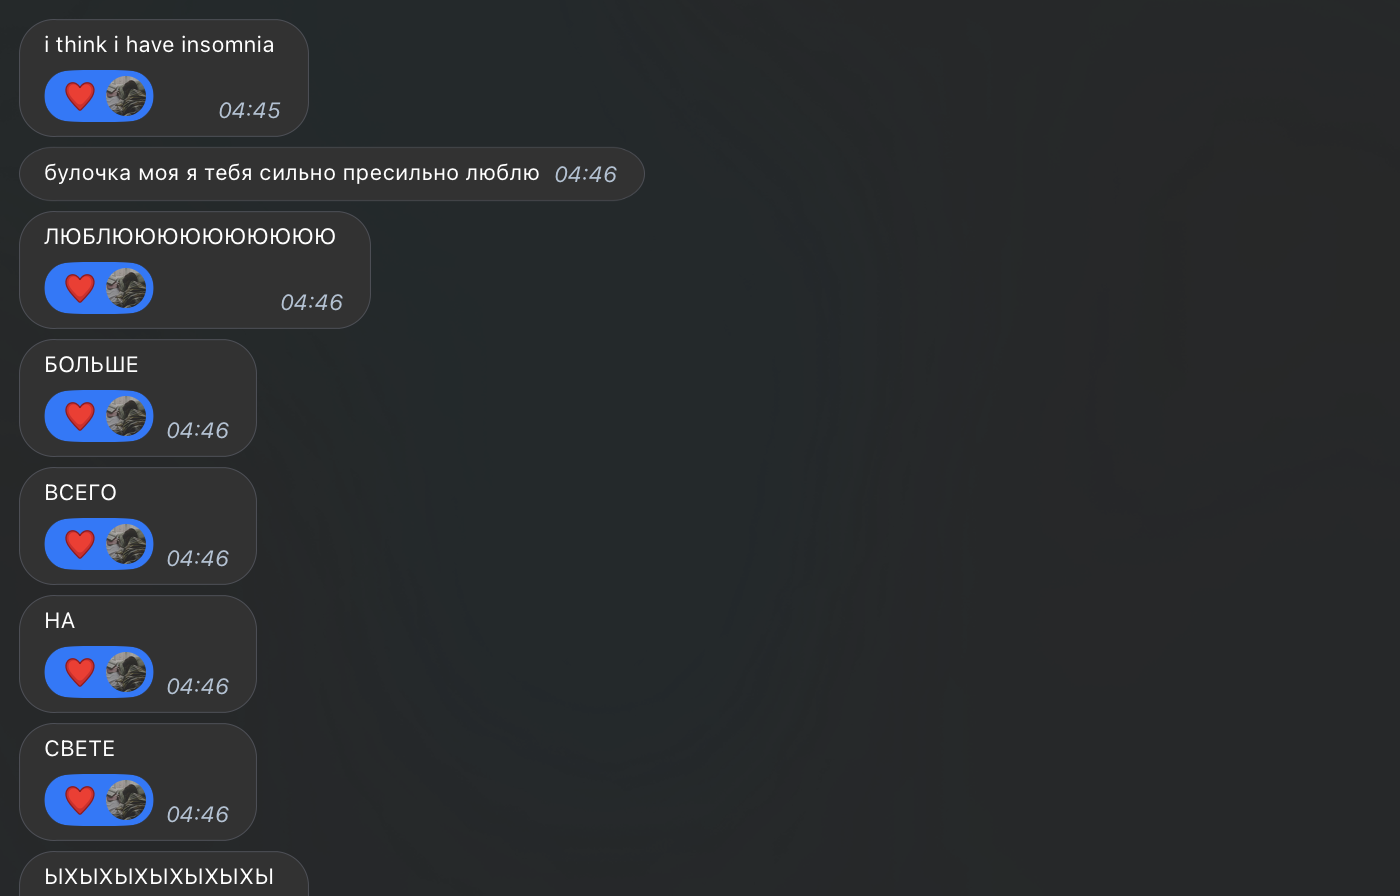 i think i have insomnia
04:45
булочка моя я тебя сильно пресильно люблю 04:46
ЛЮБЛЮЮЮЮЮЮЮЮЮ
04:46
БОЛЬШЕ
04:46
ВСЕГО
04:46
НА
04:46
СВЕТЕ
04:46
ЫХЫХЫХЫХЫХЫХЫ